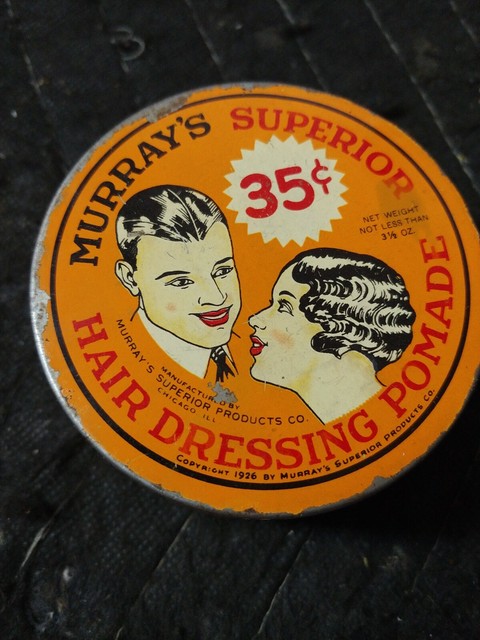 MURRAY'S SUPERIOR
35¢
NET WEIGHT
NOT LESS THAN
3½ OZ.
MANUFACTURED BY
MURRAY'S SUPERIOR PRODUCTS CO.
CHICAGO, ILL
HAIR DRESSING POMADE
COPYRIGHT 1926 BY MURRAY'S SUPERIOR PRODUCTS CO.